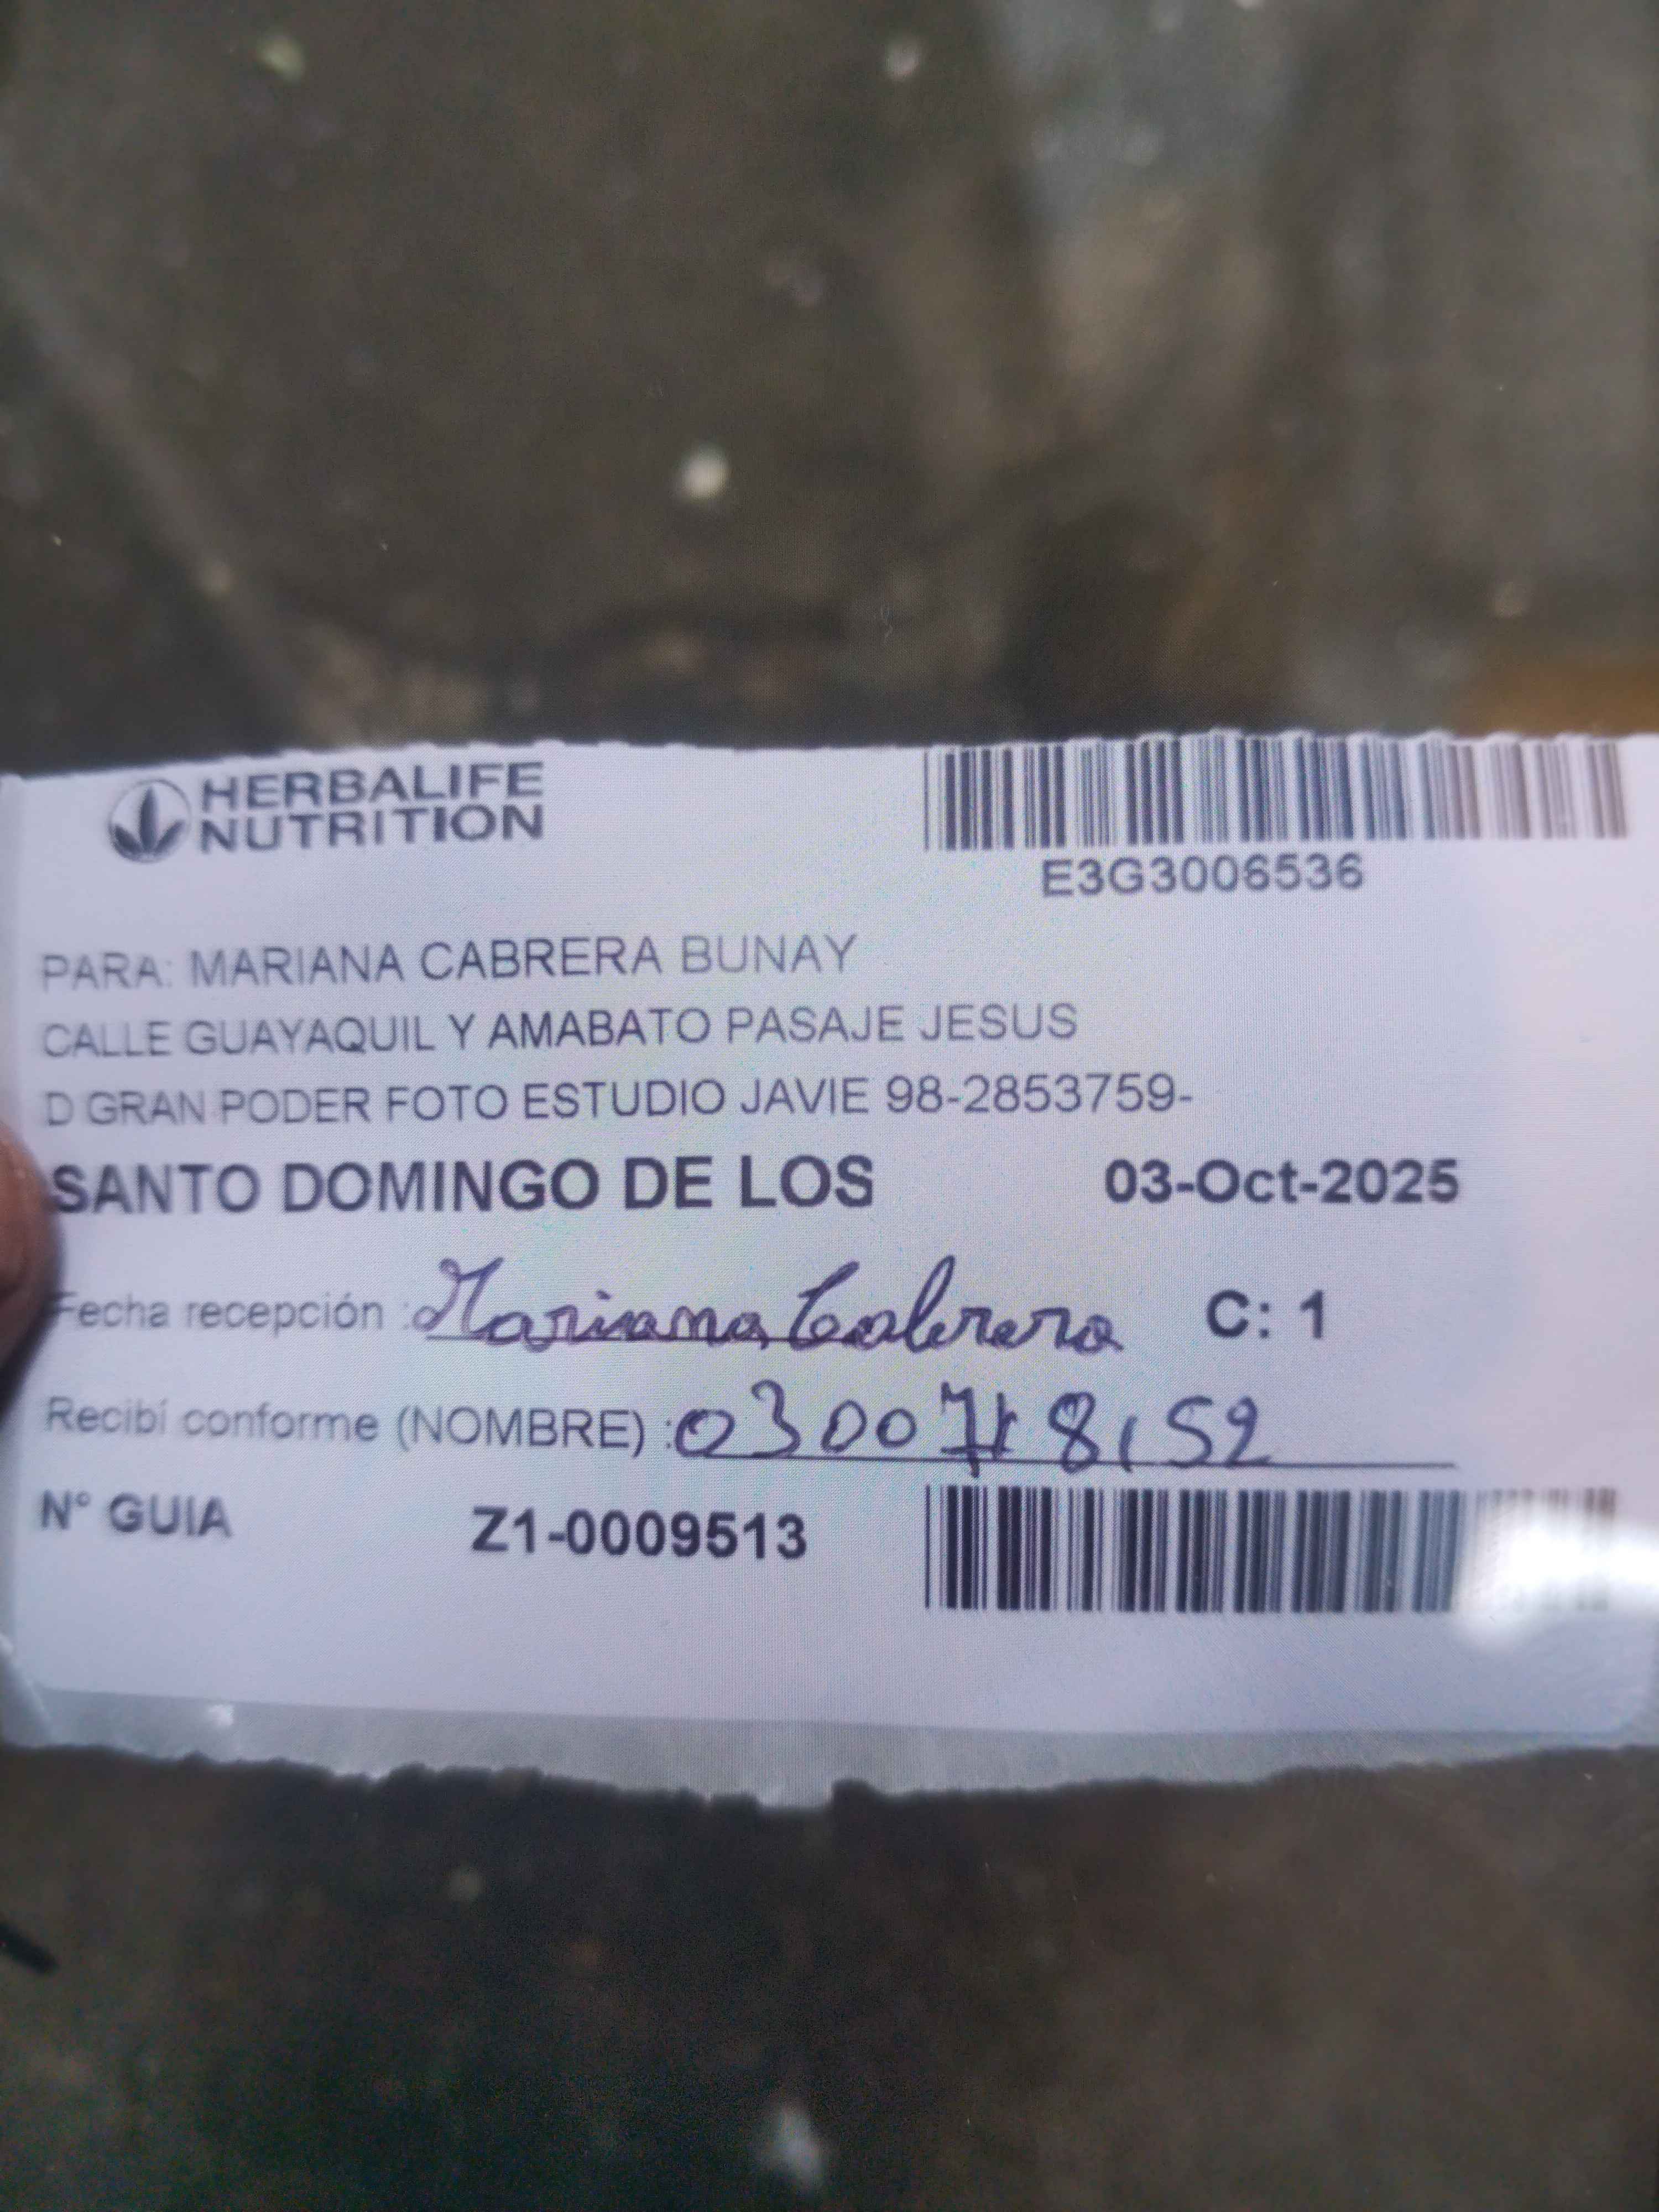 HERBALIFE
NUTRITION
E3G3006536
PARA: MARIANA CABRERA BUNAY
CALLE GUAYAQUIL Y AMABATO PASAJE JESUS
D GRAN PODER FOTO ESTUDIO JAVIE 98-2853759-
SANTO DOMINGO DE LOS 03-Oct-2025
Fecha recepción : Mariana Cabrera C: 1
Recibí conforme (NOMBRE) :
N° GUIA Z1-0009513